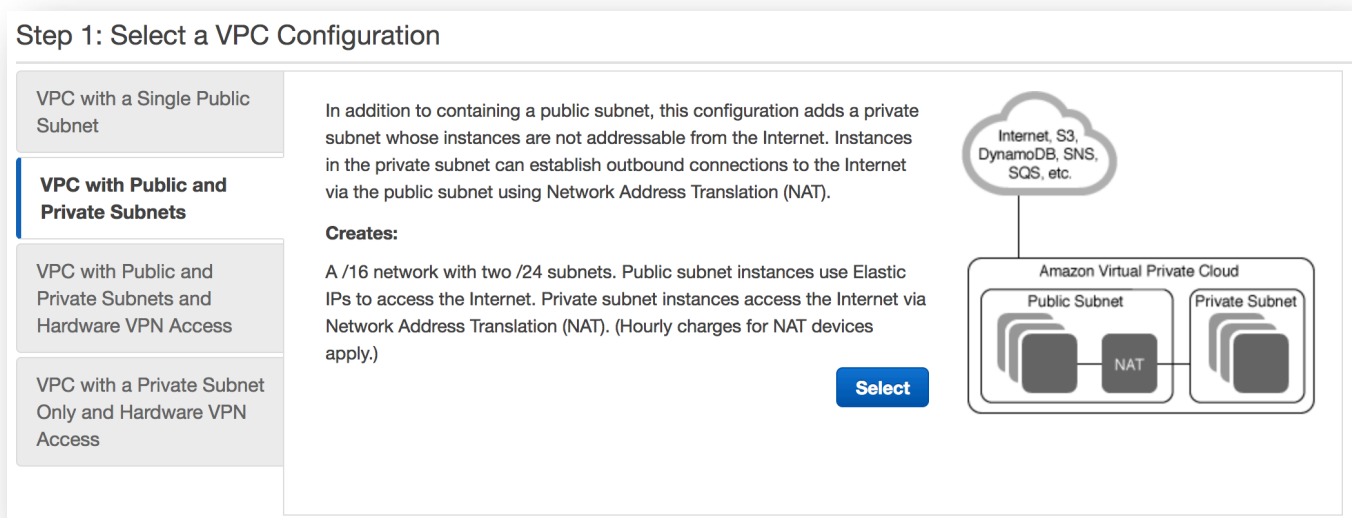 Step 1: Select a VPC Configuration
VPC with a Single Public
Subnet
VPC with Public and
Private Subnets
VPC with Public and
Private Subnets and
Hardware VPN Access
VPC with a Private Subnet
Only and Hardware VPN
Access
In addition to containing a public subnet, this configuration adds a private
subnet whose instances are not addressable from the Internet. Instances
in the private subnet can establish outbound connections to the Internet
via the public subnet using Network Address Translation (NAT).
Creates:
A /16 network with two /24 subnets. Public subnet instances use Elastic
IPs to access the Internet. Private subnet instances access the Internet via
Network Address Translation (NAT). (Hourly charges for NAT devices
apply.)
Select
Internet, S3,
DynamoDB, SNS,
SQS, etc.
Amazon Virtual Private Cloud
Public Subnet
Private Subnet
NAT